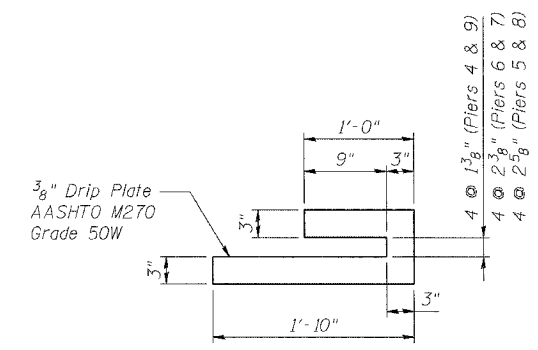 4 @ 1 3/8" (Piers 4 & 9)
4 @ 2 3/8" (Piers 6 & 7)
4 @ 2 5/8" (Piers 5 & 8)
1'-0"
9"
3"
3/8" Drip Plate
AASHTO M270
Grade 50W
3"
3"
3"
1'-10"